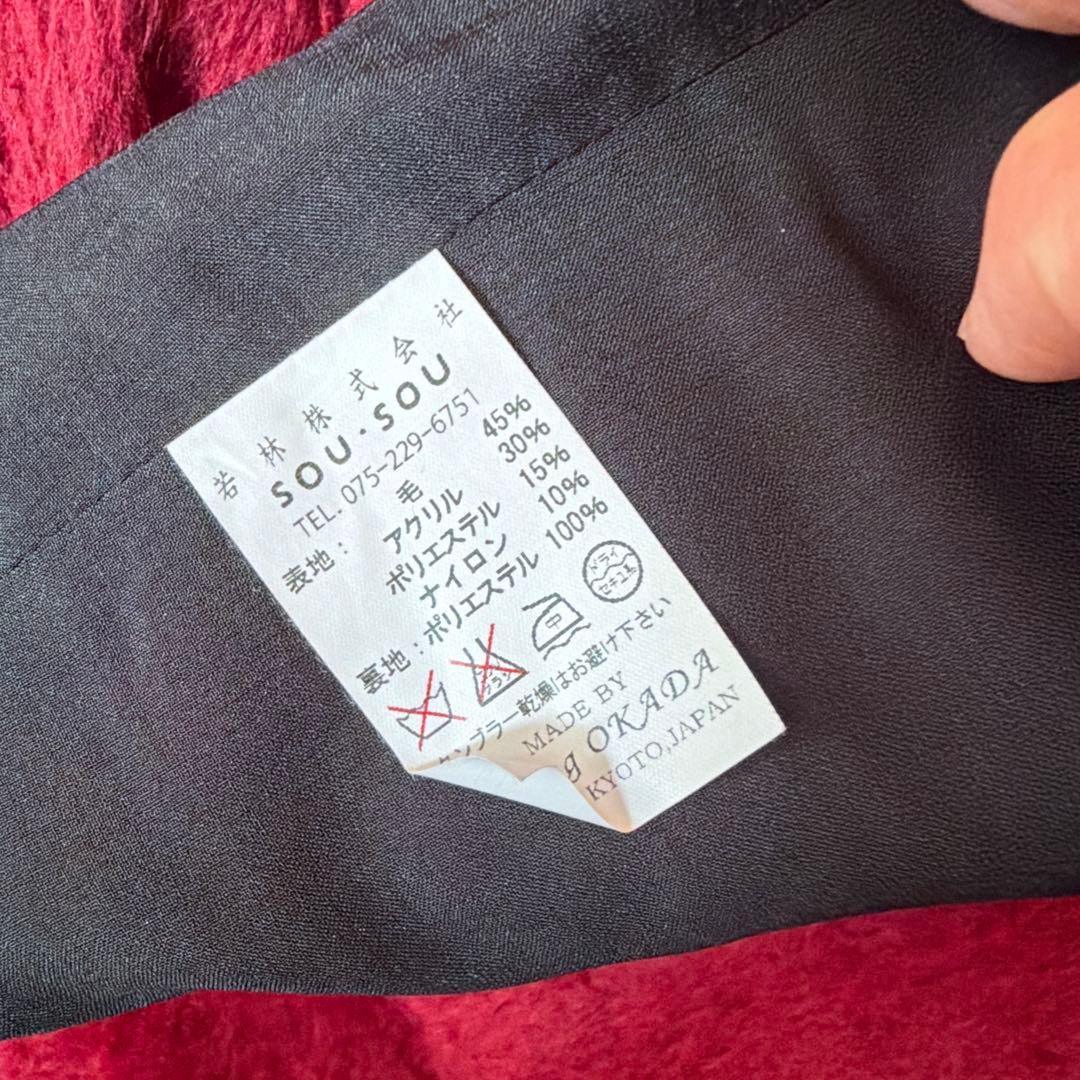 若林株式会社
SOU・SOU
TEL. 075-229-6751
表地： 毛 45%
アクリル 30%
ポリエステル 15%
ナイロン 10%
裏地：ポリエステル 100%
ドライ
セキユ系
ンブラー乾燥はお避け下さい
MADE BY
OKADA
KYOTO,JAPAN